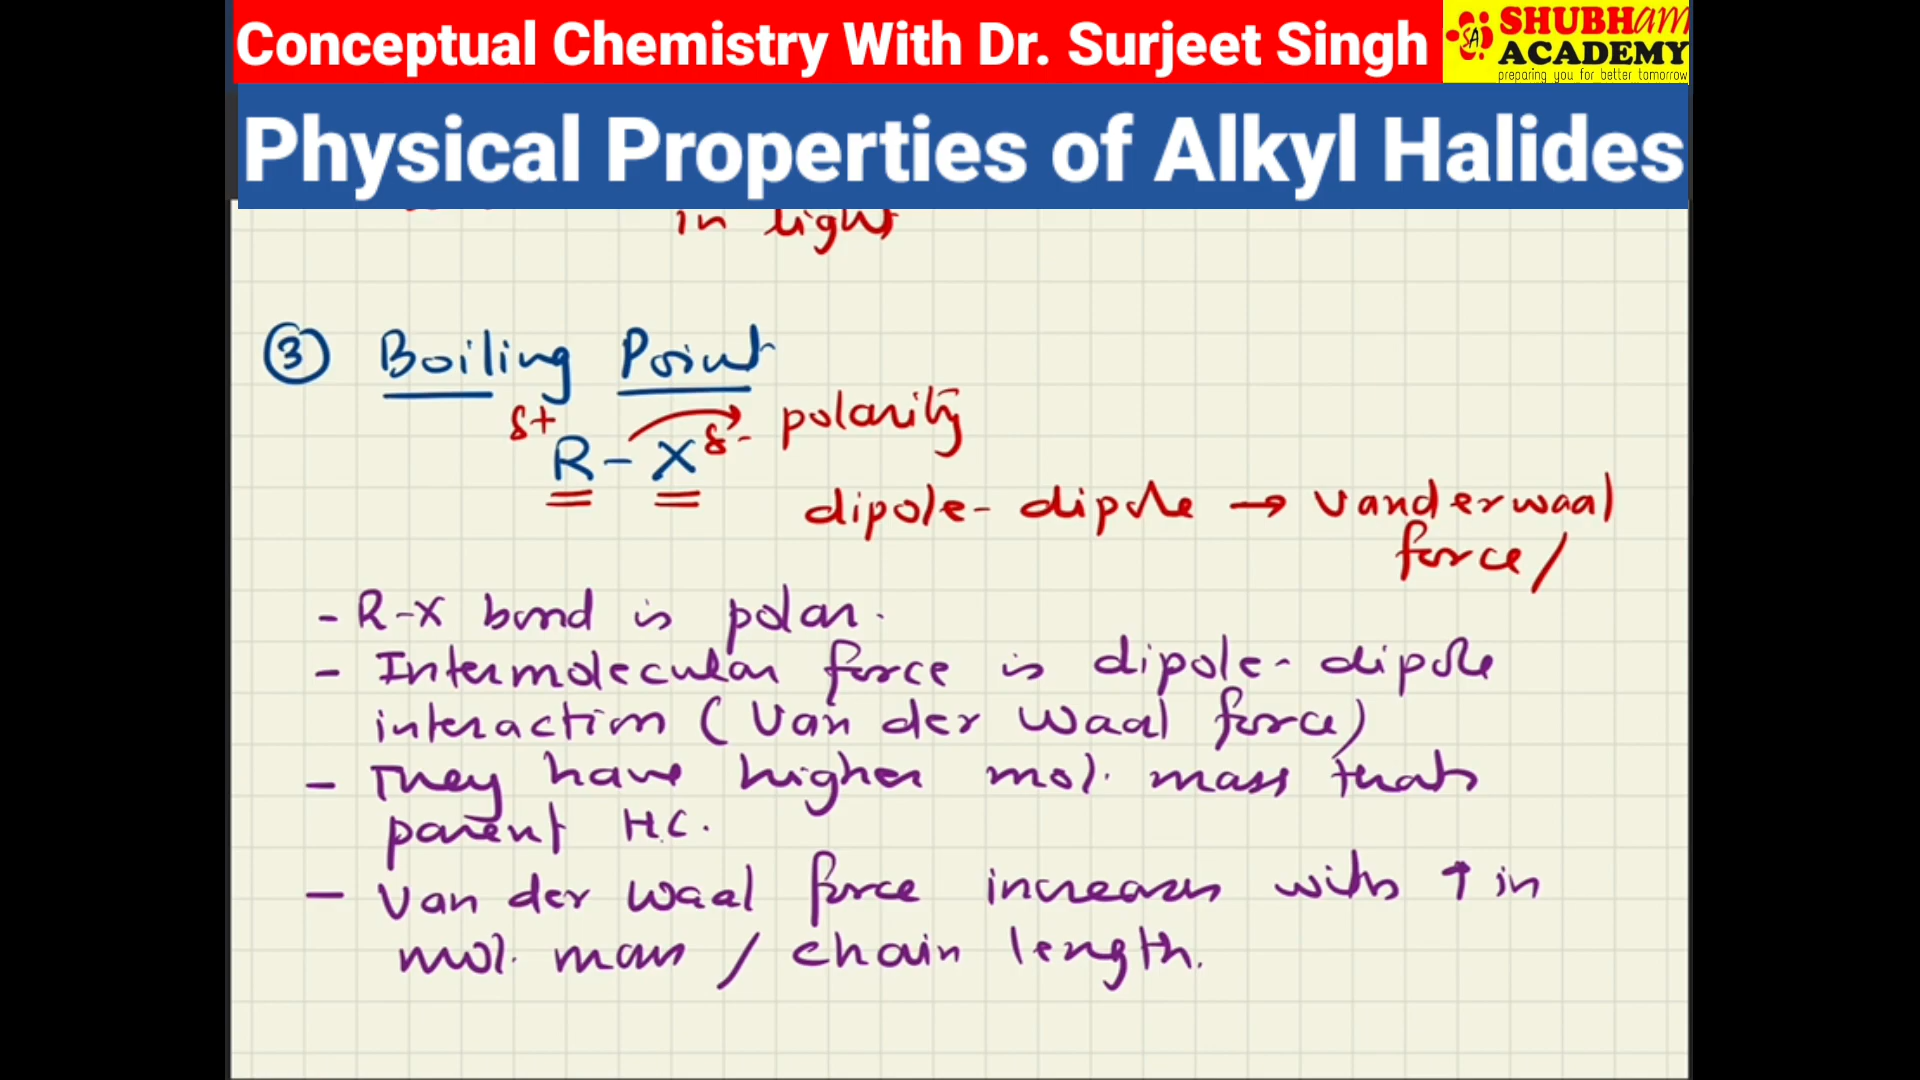 Conceptual Chemistry With Dr. Surjeet Singh
SA
SHUBHAM
ACADEMY
preparing you for better tomorrow
Physical Properties of Alkyl Halides
in light
③ Boiling Point
δ+ R - X δ- polarity
dipole - dipole → vanderwaal
force /
- R-X bond is polar.
- Intermolecular force is dipole - dipole
interaction (Van der Waal force)
- They have higher mol. mass than
parent H.C.
- Van der Waal force increases with ↑ in
mol. mass / chain length.